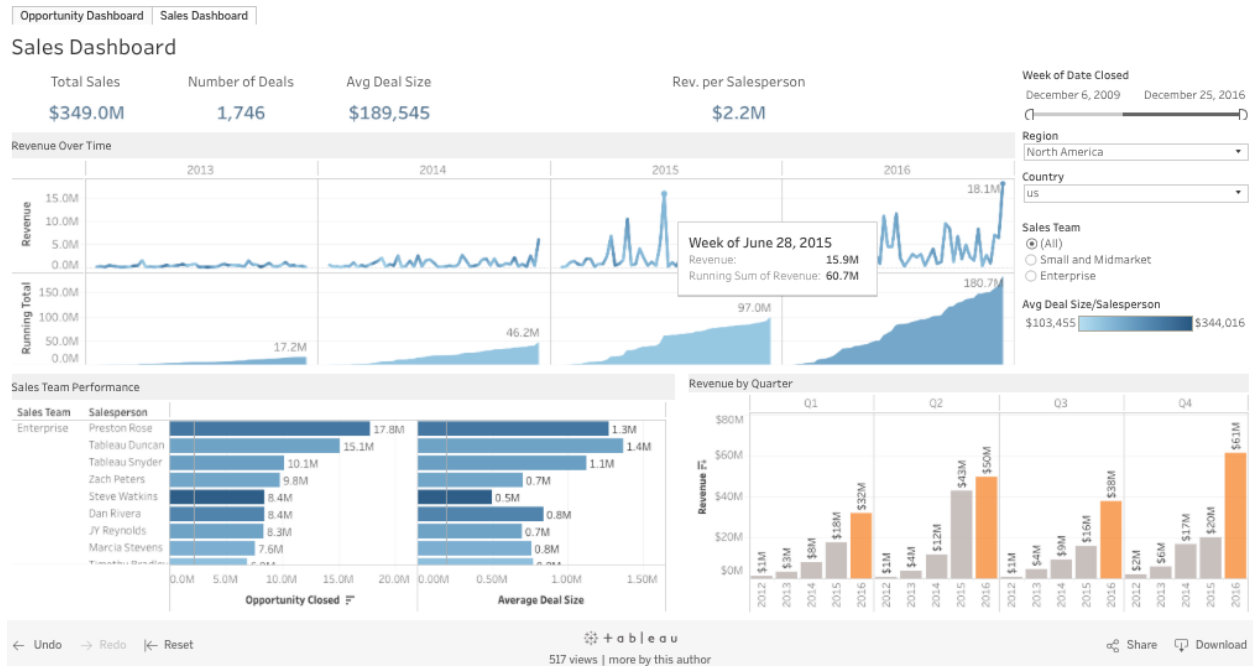 Opportunity Dashboard Sales Dashboard
Sales Dashboard
Total Sales Number of Deals Avg Deal Size Rev. per Salesperson
$349.0M 1,746 $189,545 $2.2M
Week of Date Closed
December 6, 2009 December 25, 2016
Region
North America
Country
us
Sales Team
(All)
Small and Midmarket
Enterprise
Avg Deal Size/Salesperson
$103,455 $344,016
Revenue Over Time
2013 2014 2015 2016
Revenue
15.0M
10.0M
5.0M
0.0M
18.1M
Week of June 28, 2015
Revenue: 15.9M
Running Sum of Revenue: 60.7M
Running Total
150.0M
100.0M
50.0M
0.0M
17.2M 46.2M 97.0M 180.7M
Sales Team Performance
Sales Team Salesperson
Enterprise Preston Rose 17.8M 1.3M
Tableau Duncan 15.1M 1.4M
Tableau Snyder 10.1M 1.1M
Zach Peters 9.8M 0.7M
Steve Watkins 8.4M 0.5M
Dan Rivera 8.4M 0.8M
JY Reynolds 8.3M 0.7M
Marcia Stevens 7.6M 0.8M
Timothy Bradley
0.0M 5.0M 10.0M 15.0M 20.0M 0.00M 0.50M 1.00M 1.50M
Opportunity Closed Average Deal Size
Revenue by Quarter
Q1 Q2 Q3 Q4
Revenue
$80M
$60M
$40M
$20M
$0M
$1M $3M $8M $18M $32M $1M $4M $12M $43M $50M $1M $4M $9M $16M $38M $2M $6M $17M $20M $61M
2012 2013 2014 2015 2016 2012 2013 2014 2015 2016 2012 2013 2014 2015 2016 2012 2013 2014 2015 2016
Undo Redo Reset
+ a b l e a u
517 views | more by this author
Share Download